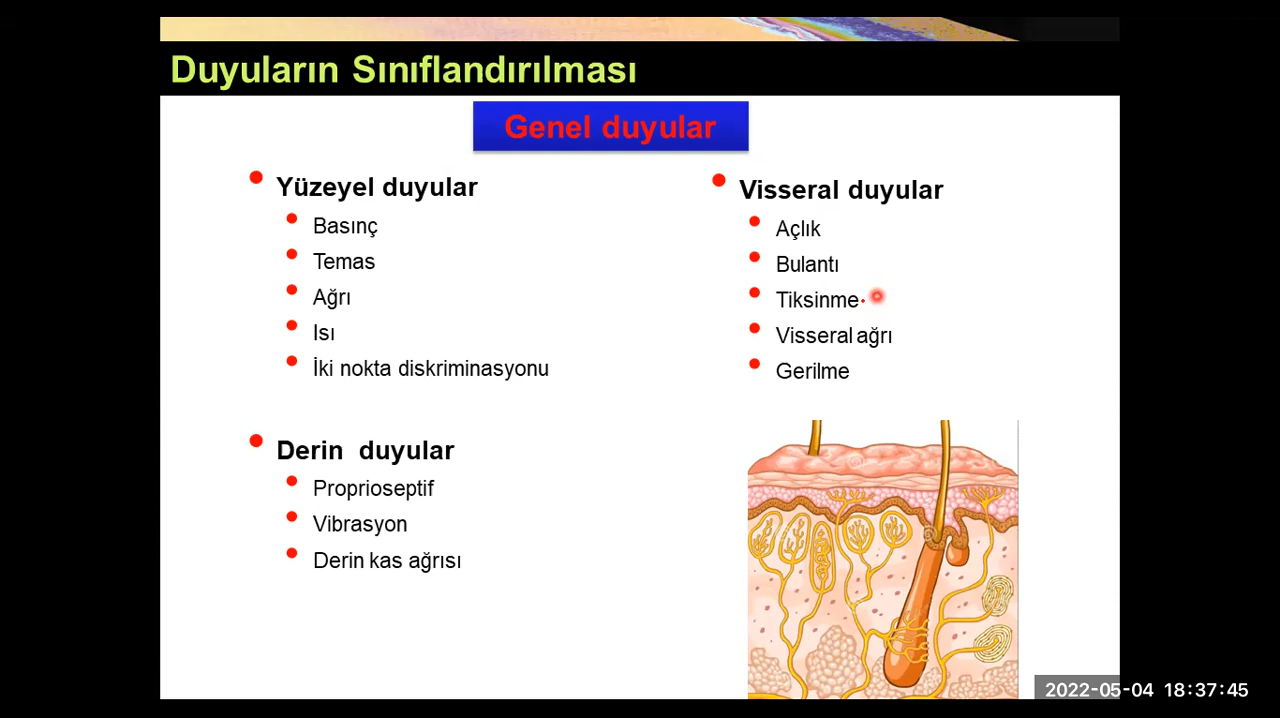 Duyuların Sınıflandırılması
Genel duyular
Yüzeyel duyular
Basınç
Temas
Ağrı
Isı
İki nokta diskriminasyonu
Derin duyular
Proprioseptif
Vibrasyon
Derin kas ağrısı
Visseral duyular
Açlık
Bulantı
Tiksinme
Visseral ağrı
Gerilme
2022-05-04 18:37:45